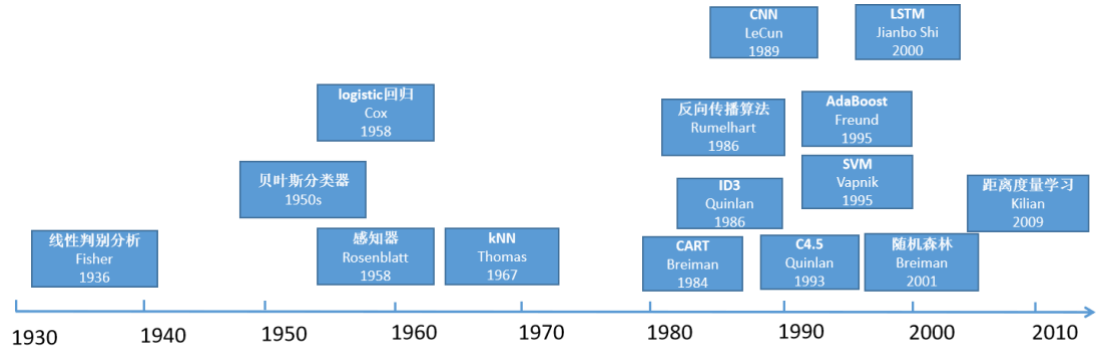 CNN
LeCun
1989
LSTM
Jianbo Shi
2000
logistic回归
Cox
1958
反向传播算法
Rumelhart
1986
AdaBoost
Freund
1995
贝叶斯分类器
1950s
ID3
Quinlan
1986
SVM
Vapnik
1995
距离度量学习
Kilian
2009
线性判别分析
Fisher
1936
感知器
Rosenblatt
1958
kNN
Thomas
1967
CART
Breiman
1984
C4.5
Quinlan
1993
随机森林
Breiman
2001
1930 1940 1950 1960 1970 1980 1990 2000 2010